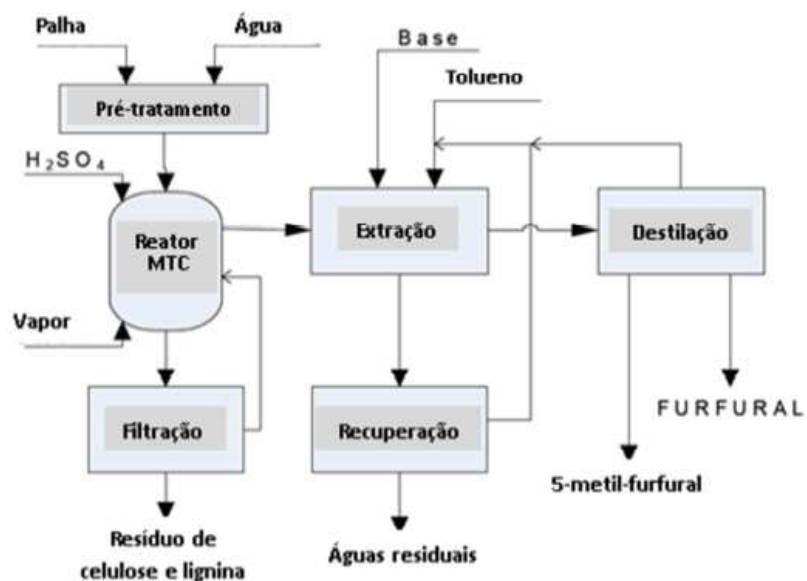 Palha
Água
Base
Tolueno
Pré-tratamento
H₂SO₄
Reator
MTC
Extração
Destilação
Vapor
Filtração
Recuperação
FURFURAL
5-metil-furfural
Resíduo de
celulose e lignina
Águas residuais